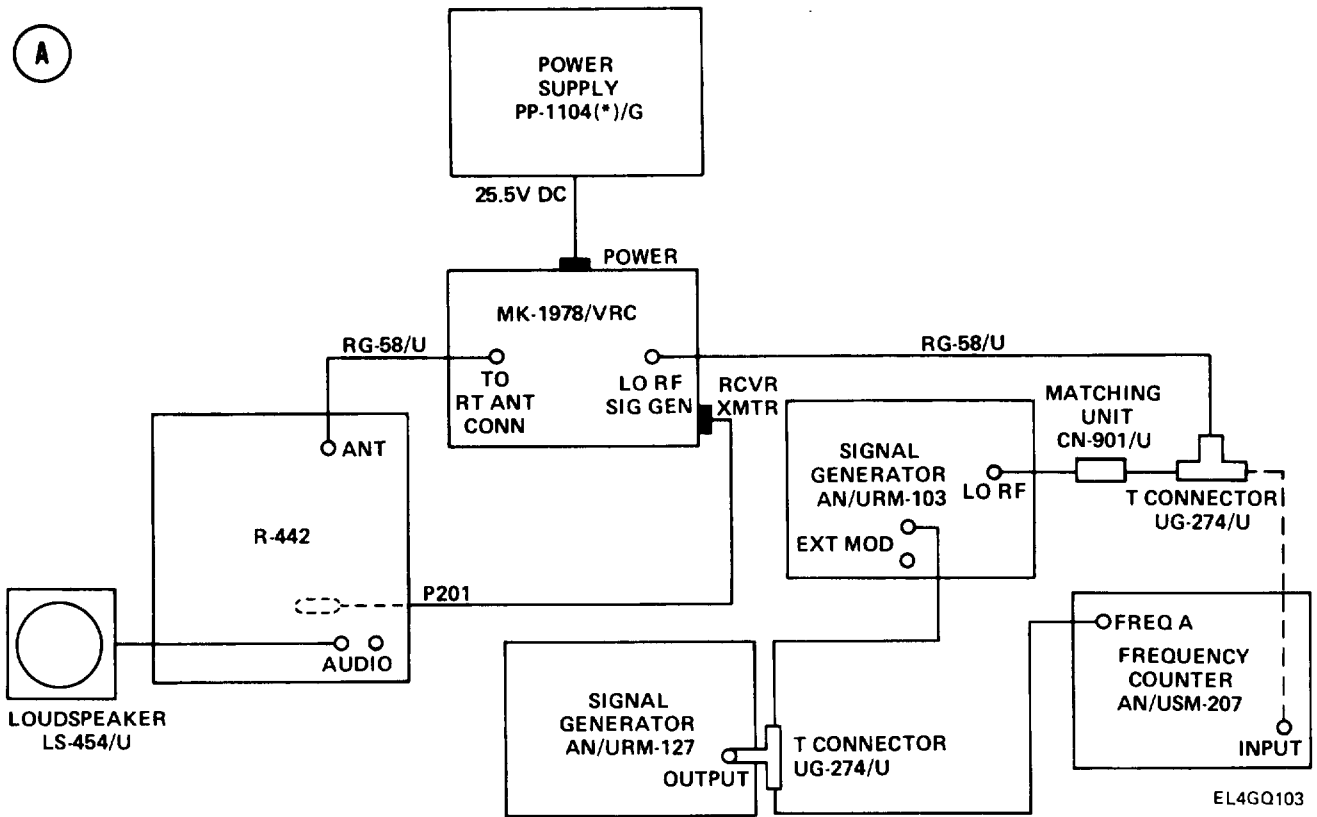 A
POWER
SUPPLY
PP-1104(*)/G
25.5V DC
POWER
MK-1978/VRC
RG-58/U
TO
RT ANT
CONN
LO RF
SIG GEN
RCVR
XMTR
RG-58/U
MATCHING
UNIT
CN-901/U
T CONNECTOR
UG-274/U
SIGNAL
GENERATOR
AN/URM-103
LO RF
EXT MOD
ANT
R-442
P201
AUDIO
LOUDSPEAKER
LS-454/U
SIGNAL
GENERATOR
AN/URM-127
OUTPUT
T CONNECTOR
UG-274/U
FREQ A
FREQUENCY
COUNTER
AN/USM-207
INPUT
EL4GQ103